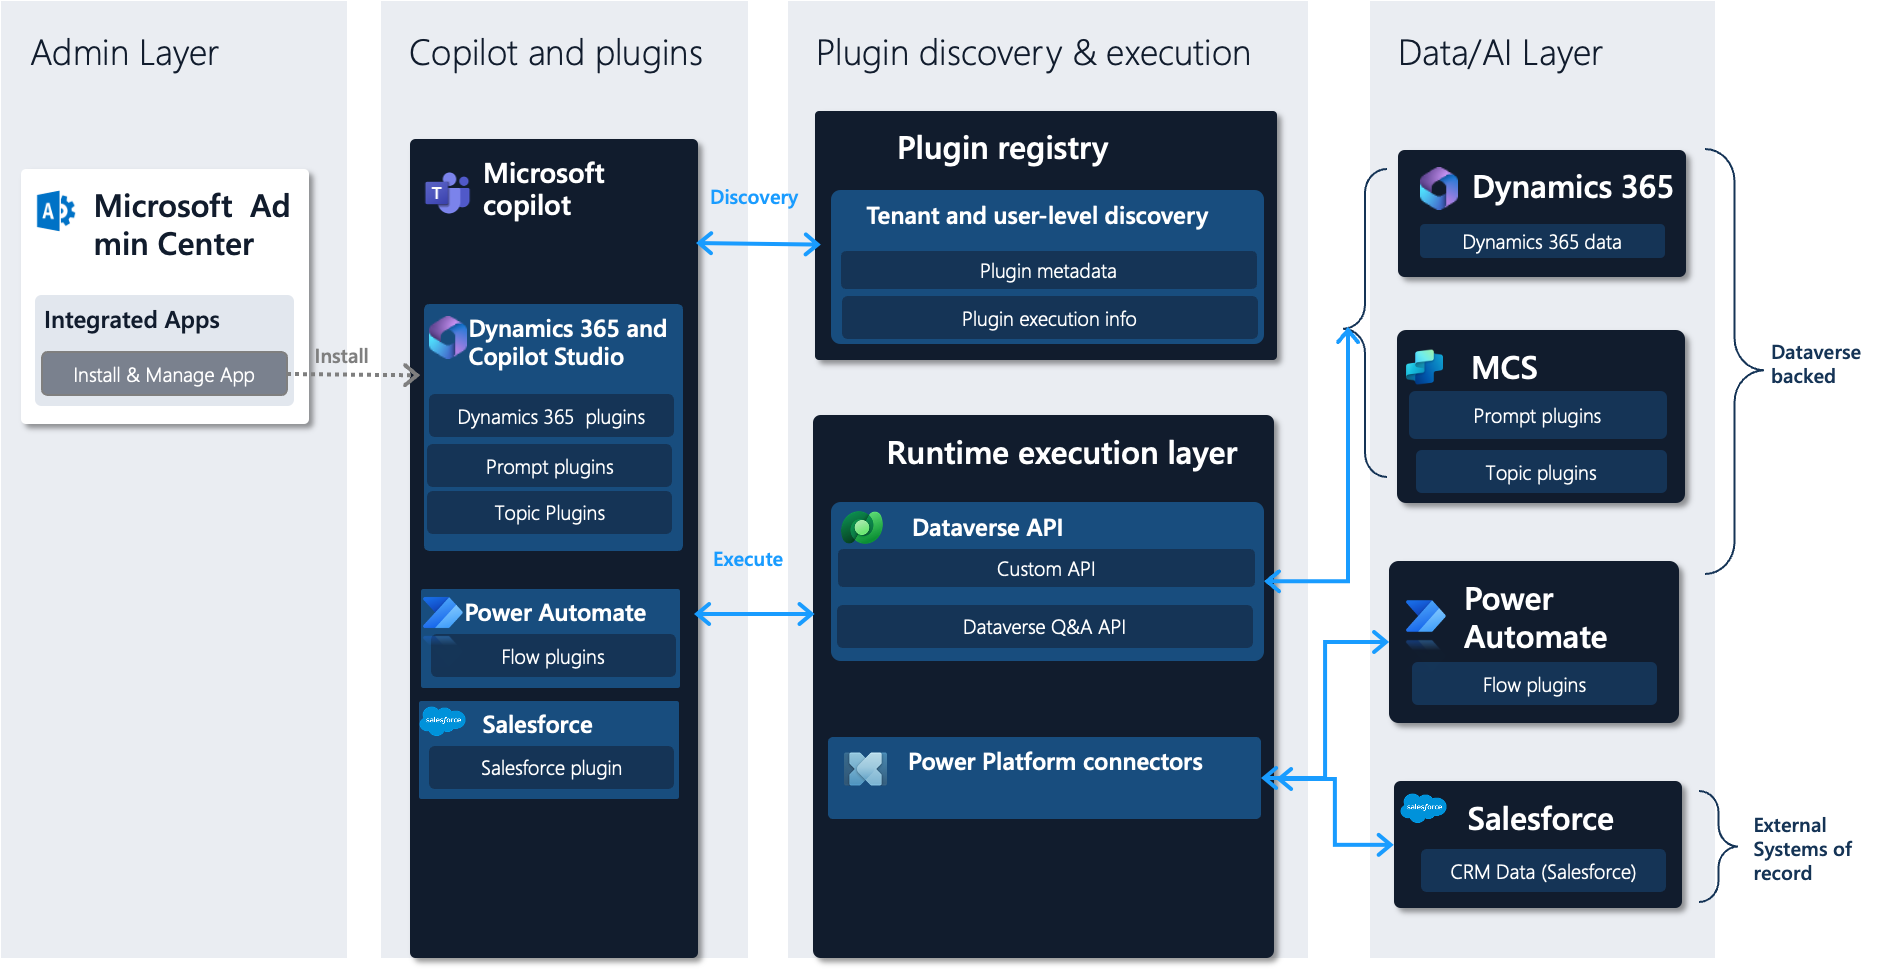 Admin Layer
Microsoft  Ad
min Center
Integrated Apps
Install & Manage App
Install
Copilot and plugins
Microsoft
copilot
Dynamics 365 and
Copilot Studio
Dynamics 365  plugins
Prompt plugins
Topic Plugins
Power Automate
Flow plugins
salesforce
Salesforce
Salesforce plugin
Discovery
Execute
Plugin discovery & execution
Plugin registry
Tenant and user-level discovery
Plugin metadata
Plugin execution info
Runtime execution layer
Dataverse API
Custom API
Dataverse Q&A API
Power Platform connectors
Data/AI Layer
Dynamics 365
Dynamics 365 data
MCS
Prompt plugins
Topic plugins
Power
Automate
Flow plugins
salesforce
Salesforce
CRM Data (Salesforce)
Dataverse
backed
External
Systems of
record